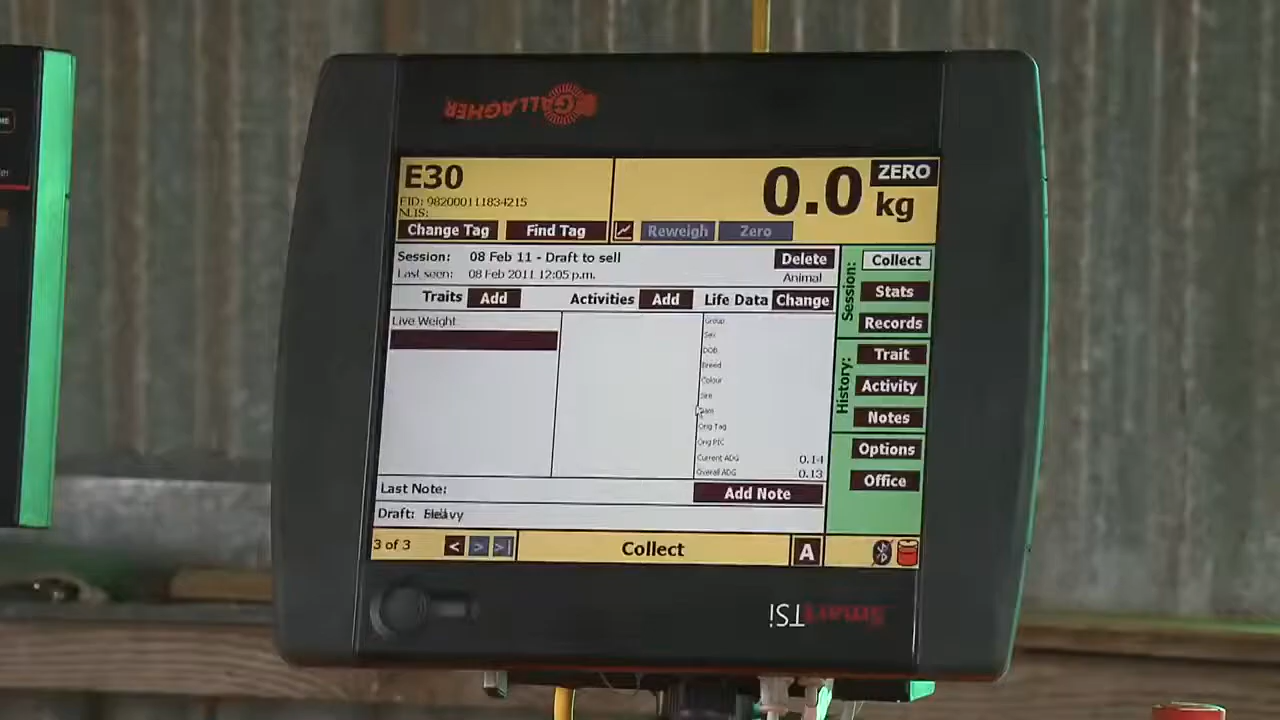 GALLAGHER
E30
0.0 kg
ZERO
EID: 982000111834215
NLIS:
Change Tag
Find Tag
Reweigh
Zero
Session: 08 Feb 11 - Draft to sell
Delete
Last seen: 08 Feb 2011 12:05 p.m.
Animal
Traits Add
Activities Add
Life Data Change
Live Weight
Group
Sex
DOB
Breed
Colour
Sire
Dam
Orig Tag
Orig PIC
Current ADG 0.14
Overall ADG 0.13
Last Note:
Add Note
Draft:
Session:
Collect
Stats
Records
History:
Trait
Activity
Notes
Options
Office
3 of 3
< > >|
Collect
A
Smart TSi